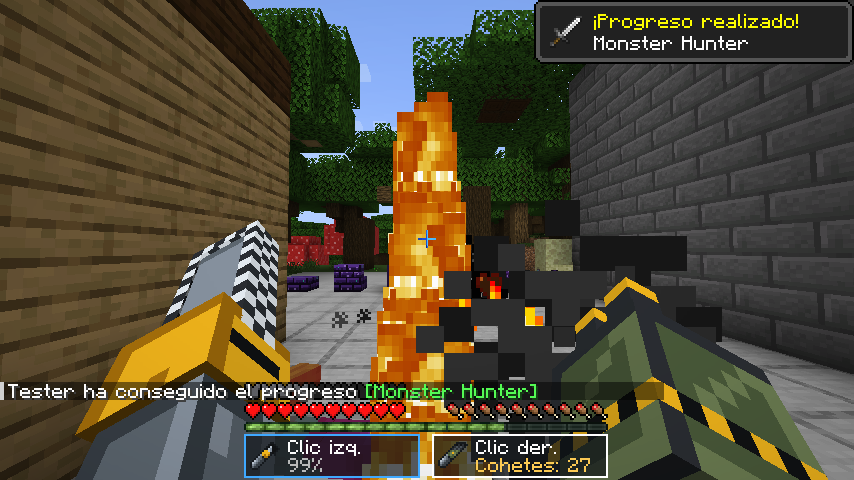 ¡Progreso realizado!
Monster Hunter
Tester ha conseguido el progreso [Monster Hunter]
Clic izq.
99%
Clic der.
Cohetes: 27